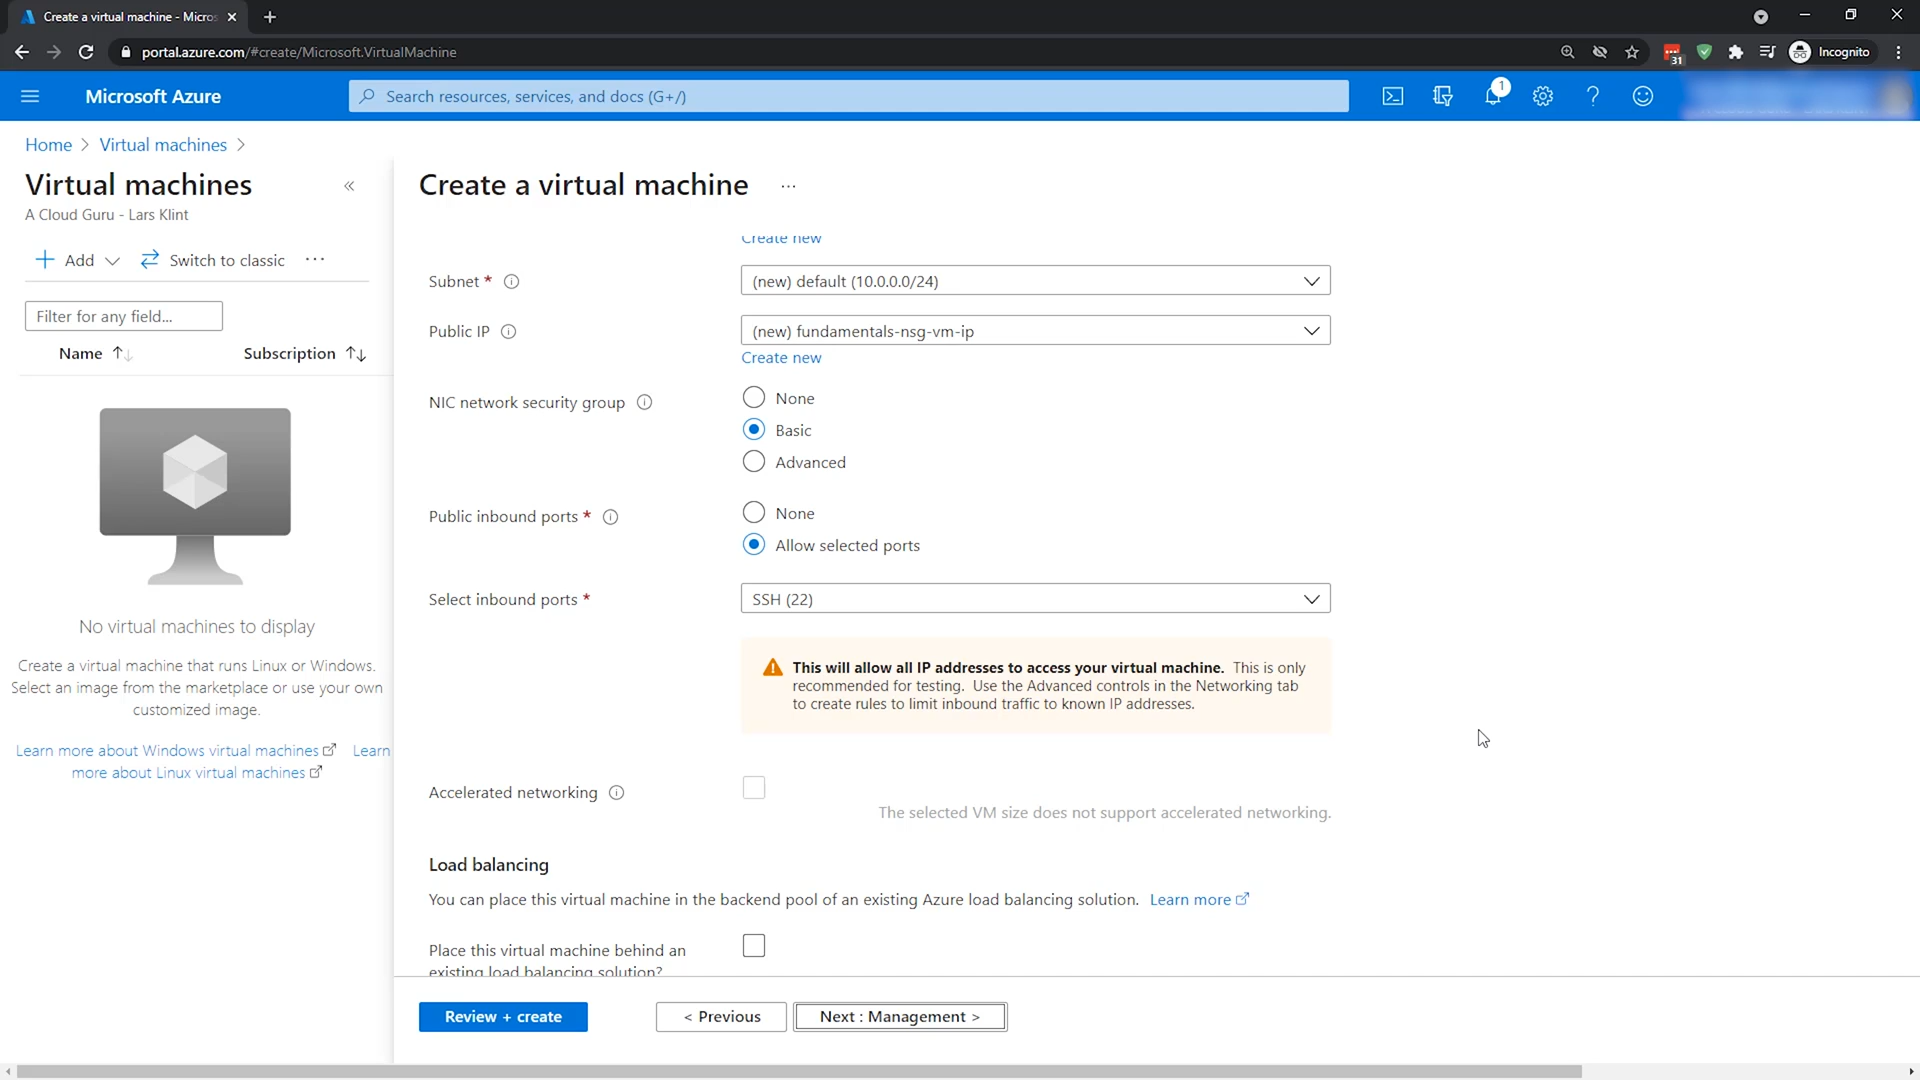 Create a virtual machine - Micros
portal.azure.com/#create/Microsoft.VirtualMachine
31
Incognito
Microsoft Azure
Search resources, services, and docs (G+/)
1
Home > Virtual machines >
Virtual machines
A Cloud Guru - Lars Klint
Add
Switch to classic
Filter for any field...
Name
Subscription
No virtual machines to display
Create a virtual machine that runs Linux or Windows.
Select an image from the marketplace or use your own
customized image.
Learn more about Windows virtual machines
Learn
more about Linux virtual machines
Create a virtual machine
Create new
Subnet *
(new) default (10.0.0.0/24)
Public IP
(new) fundamentals-nsg-vm-ip
Create new
NIC network security group
None
Basic
Advanced
Public inbound ports *
None
Allow selected ports
Select inbound ports *
SSH (22)
This will allow all IP addresses to access your virtual machine. This is only
recommended for testing. Use the Advanced controls in the Networking tab
to create rules to limit inbound traffic to known IP addresses.
Accelerated networking
The selected VM size does not support accelerated networking.
Load balancing
You can place this virtual machine in the backend pool of an existing Azure load balancing solution. Learn more
Place this virtual machine behind an
existing load balancing solution?
Review + create
< Previous
Next : Management >